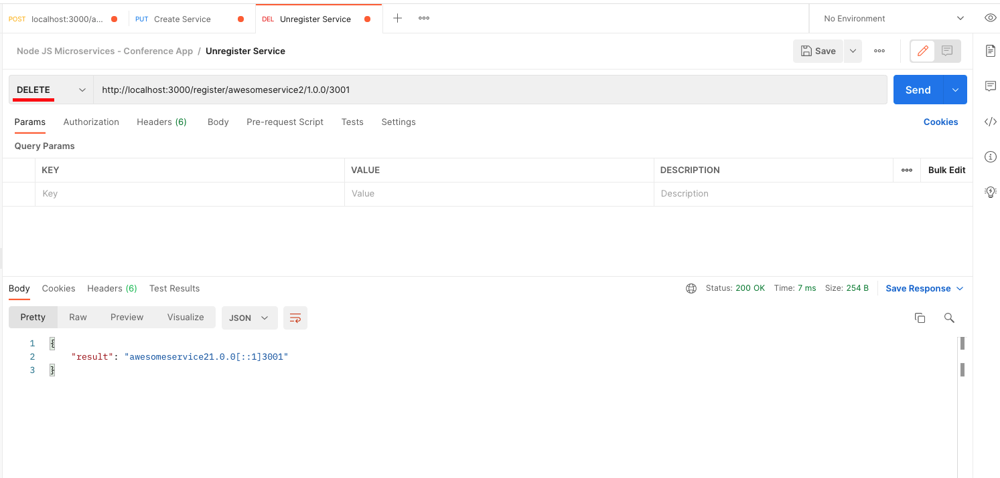 POST localhost:3000/a... PUT Create Service DEL Unregister Service No Environment
Node JS Microservices - Conference App / Unregister Service Save
DELETE http://localhost:3000/register/awesomeservice2/1.0.0/3001 Send
Params Authorization Headers (6) Body Pre-request Script Tests Settings Cookies
Query Params
KEY VALUE DESCRIPTION Bulk Edit
Key Value Description
Body Cookies Headers (6) Test Results Status: 200 OK Time: 7 ms Size: 254 B Save Response
Pretty Raw Preview Visualize JSON
1 {
2 "result": "awesomeservice21.0.0[::1]3001"
3 }